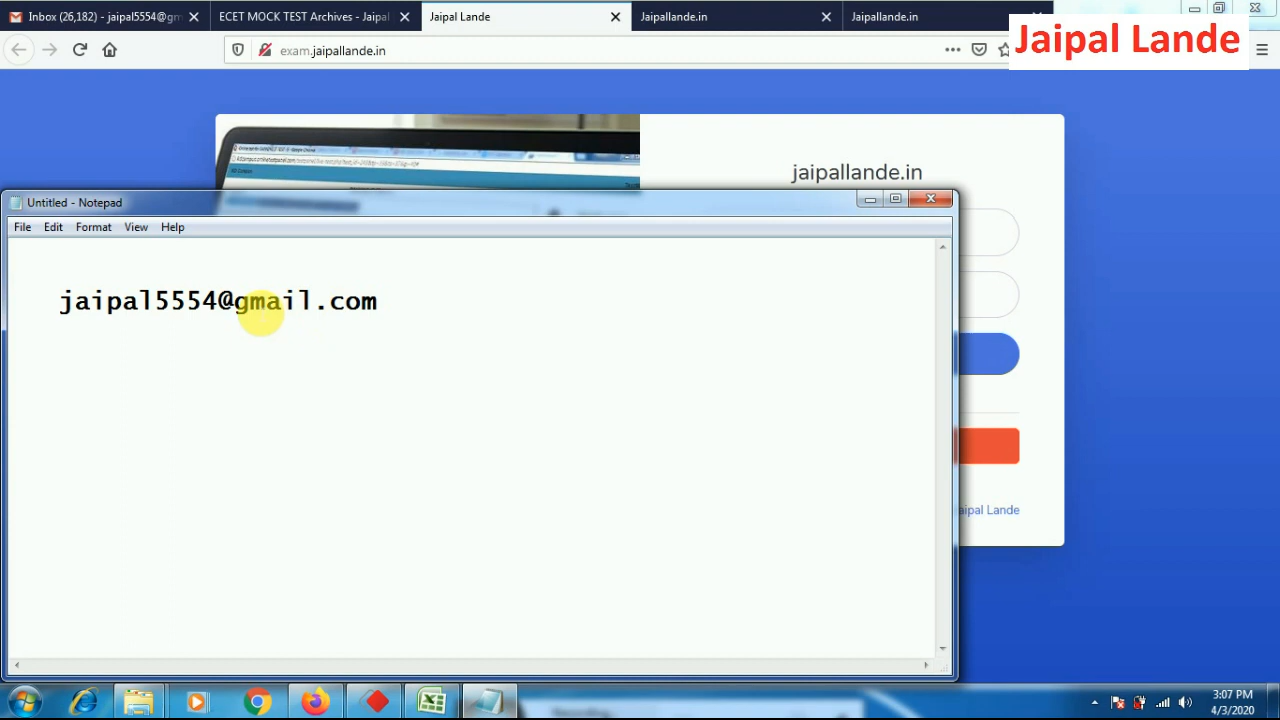 Inbox (26,182) - jaipal5554@gm
ECET MOCK TEST Archives - Jaipal
Jaipal Lande
Jaipallande.in
Jaipallande.in
exam.jaipallande.in
Jaipal Lande
jaipallande.in
Untitled - Notepad
File Edit Format View Help
jaipal5554@gmail.com
aipal Lande
3:07 PM
4/3/2020